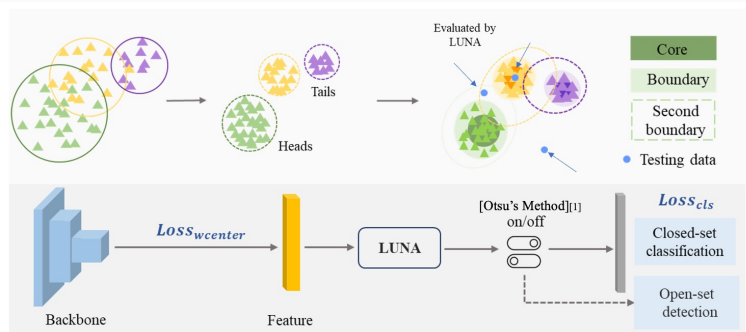 Evaluated by
LUNA
Tails
Heads
Core
Boundary
Second
boundary
Testing data
Loss_wcenter
LUNA
[Otsu's Method][1]
on/off
Loss_cls
Closed-set
classification
Open-set
detection
Backbone
Feature